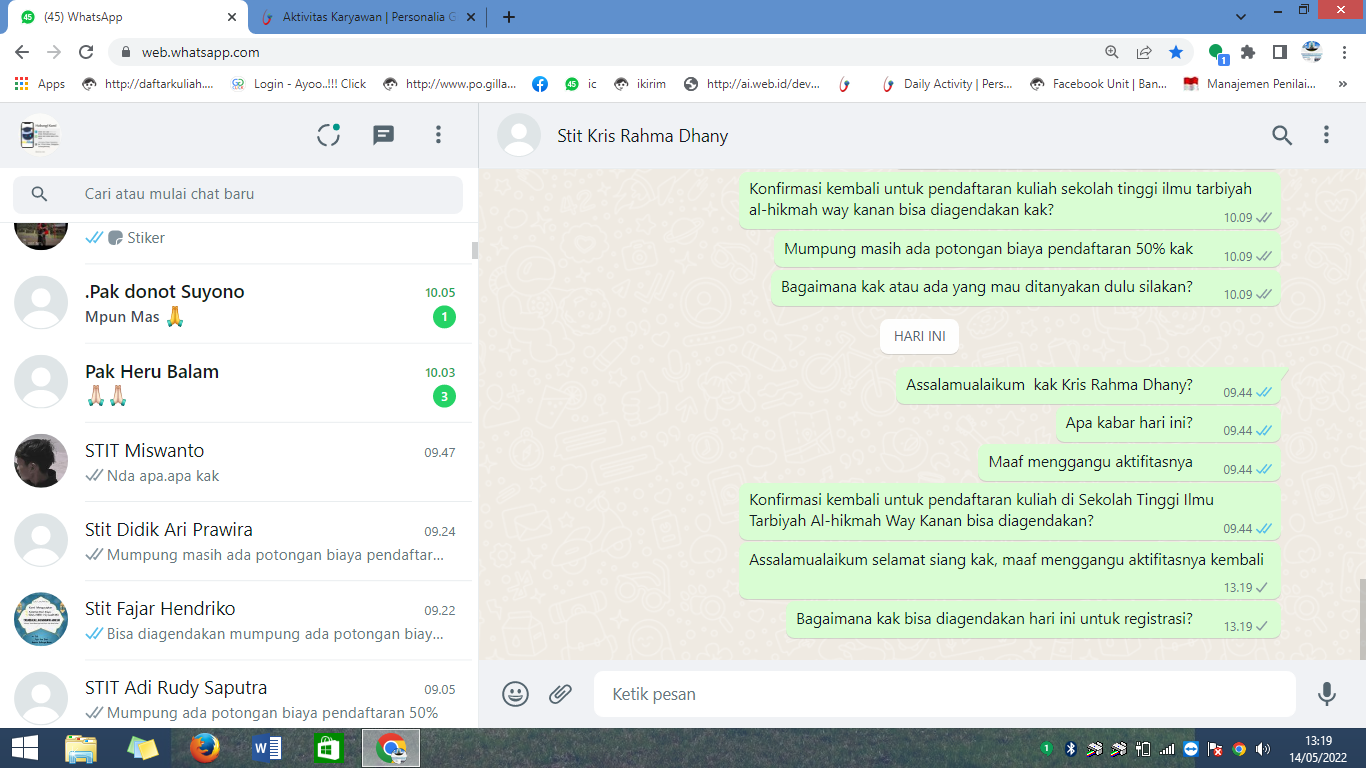 (45) WhatsApp
Aktivitas Karyawan | Personalia G
web.whatsapp.com
Apps
http://daftarkuliah....
Login - Ayoo..!!! Click
http://www.po.gilla...
ic
ikirim
http://ai.web.id/dev...
Daily Activity | Pers...
Facebook Unit | Ban...
Manajemen Penilai...
Cari atau mulai chat baru
Stiker
.Pak donot Suyono
10.05
Mpun Mas 🙏
1
Pak Heru Balam
10.03
🙏🏻🙏🏻
3
STIT Miswanto
09.47
Nda apa.apa kak
Stit Didik Ari Prawira
09.24
Mumpung masih ada potongan biaya pendaftar...
Stit Fajar Hendriko
09.22
Bisa diagendakan mumpung ada potongan biay...
STIT Adi Rudy Saputra
09.05
Mumpung ada potongan biaya pendaftaran 50%
Stit Kris Rahma Dhany
Konfirmasi kembali untuk pendaftaran kuliah sekolah tinggi ilmu tarbiyah
al-hikmah way kanan bisa diagendakan kak?
10.09
Mumpung masih ada potongan biaya pendaftaran 50% kak
10.09
Bagaimana kak atau ada yang mau ditanyakan dulu silakan?
10.09
HARI INI
Assalamualaikum  kak Kris Rahma Dhany?
09.44
Apa kabar hari ini?
09.44
Maaf menggangu aktifitasnya
09.44
Konfirmasi kembali untuk pendaftaran kuliah di Sekolah Tinggi Ilmu
Tarbiyah Al-hikmah Way Kanan bisa diagendakan?
09.44
Assalamualaikum selamat siang kak, maaf menggangu aktifitasnya kembali
13.19
Bagaimana kak bisa diagendakan hari ini untuk registrasi?
13.19
Ketik pesan
13:19
14/05/2022